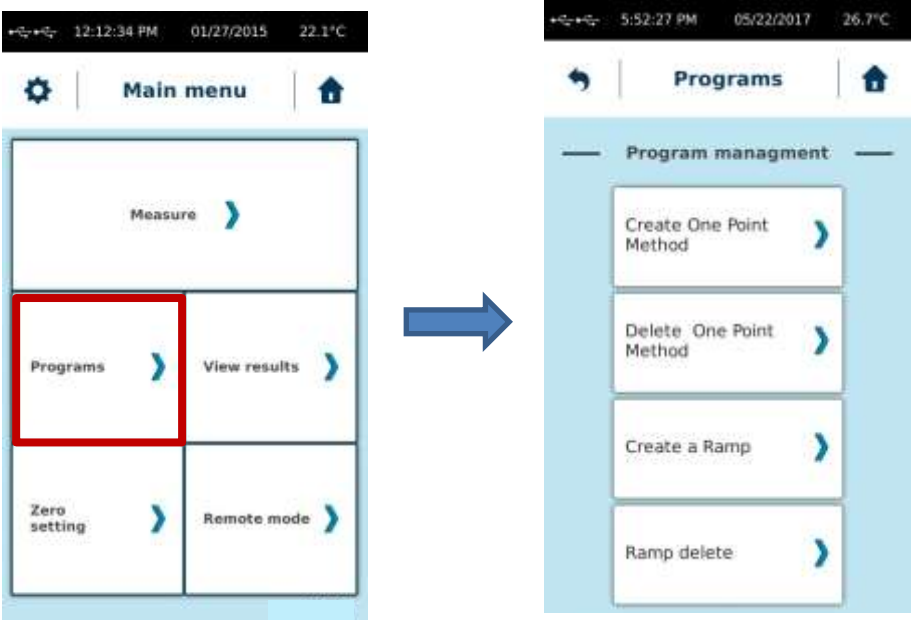 12:12:34 PM 01/27/2015 22.1°C
Main menu
Measure
Programs
View results
Zero
setting
Remote mode
5:52:27 PM 05/22/2017 26.7°C
Programs
Program managment
Create One Point
Method
Delete One Point
Method
Create a Ramp
Ramp delete